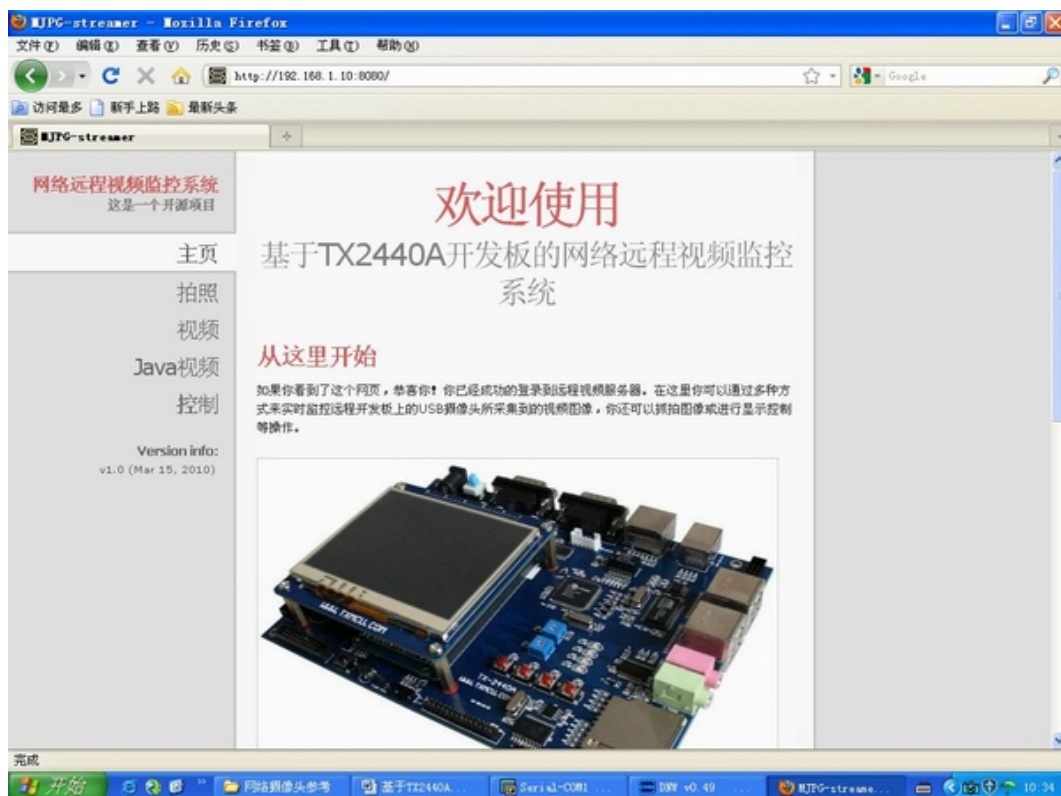 MJPG-streamer - Mozilla Firefox
文件(F) 编辑(E) 查看(V) 历史(S) 书签(B) 工具(T) 帮助(H)
http://192.168.1.10:8080/
Google
访问最多 新手上路 最新头条
MJPG-streamer
网络远程视频监控系统
这是一个开源项目
主页
拍照
视频
Java视频
控制
Version info:
v1.0 (Mar 15, 2010)
欢迎使用
基于TX2440A开发板的网络远程视频监控
系统
从这里开始
如果你看到了这个网页，恭喜你！你已经成功的登录到远程视频服务器。在这里你可以通过多种方
式来实时监控远程开发板上的USB摄像头所采集到的视频图像，你还可以抓拍图像或进行显示控制
等操作。
WWW.TXMCU.COM
TX-2440A
WWW.TXMCU.COM
完成
开始 网络摄像头参考 基于TX2440A... Serial-COM1 ... DNW v0.49 ... MJPG-streame... 10:34